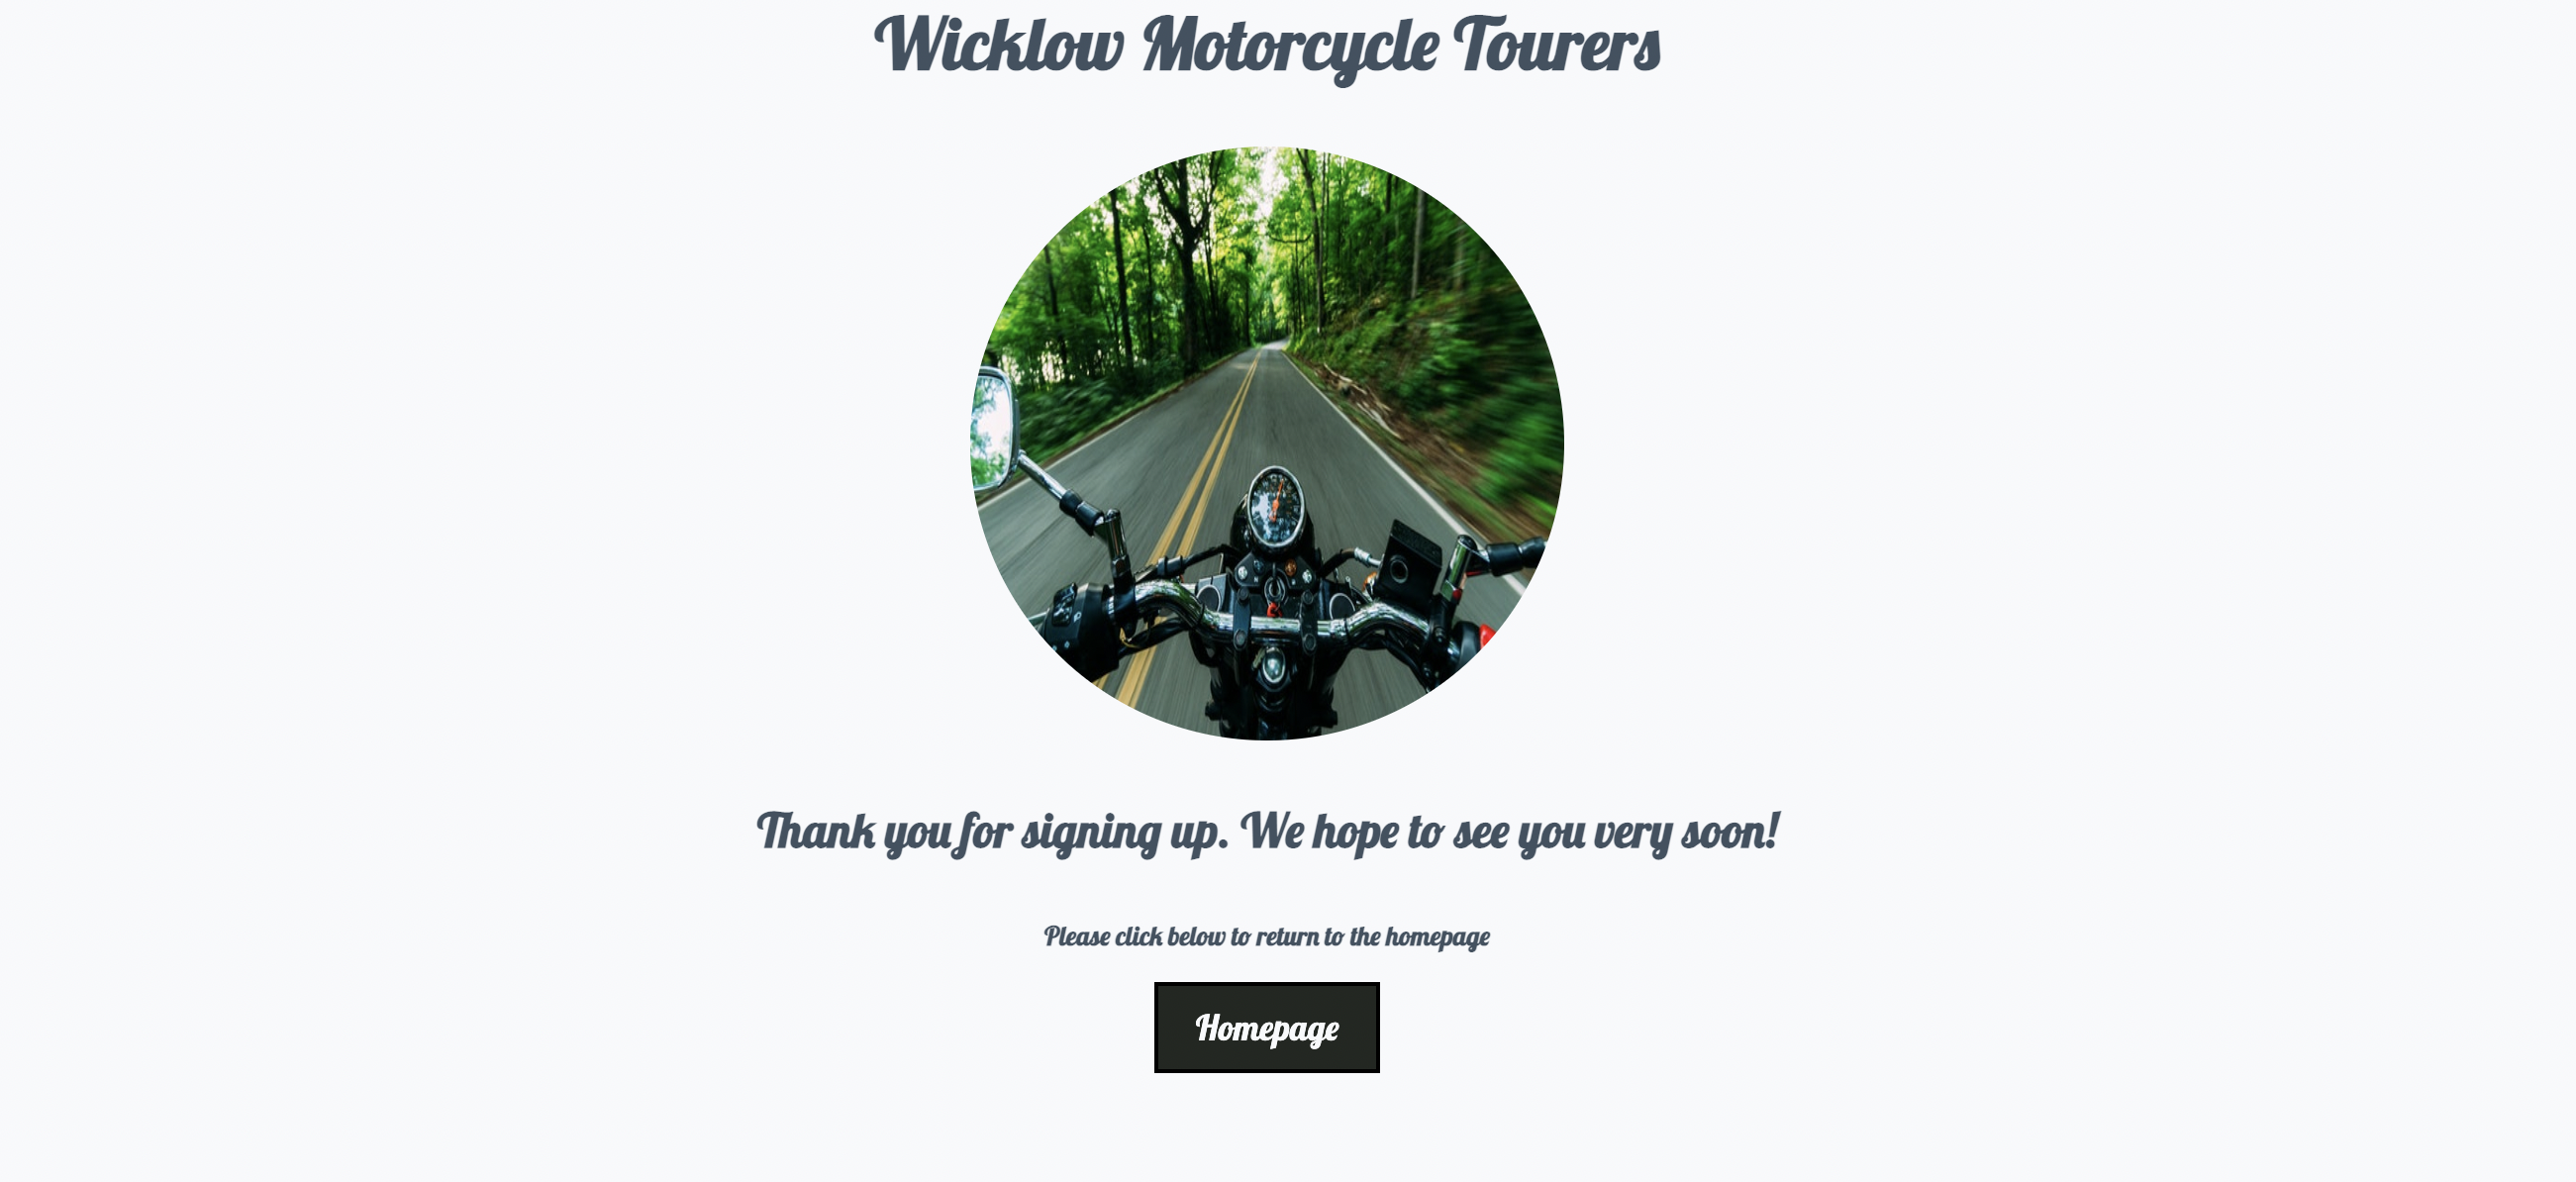 Wicklow Motorcycle Tourers
Thank you for signing up. We hope to see you very soon!
Please click below to return to the homepage
Homepage